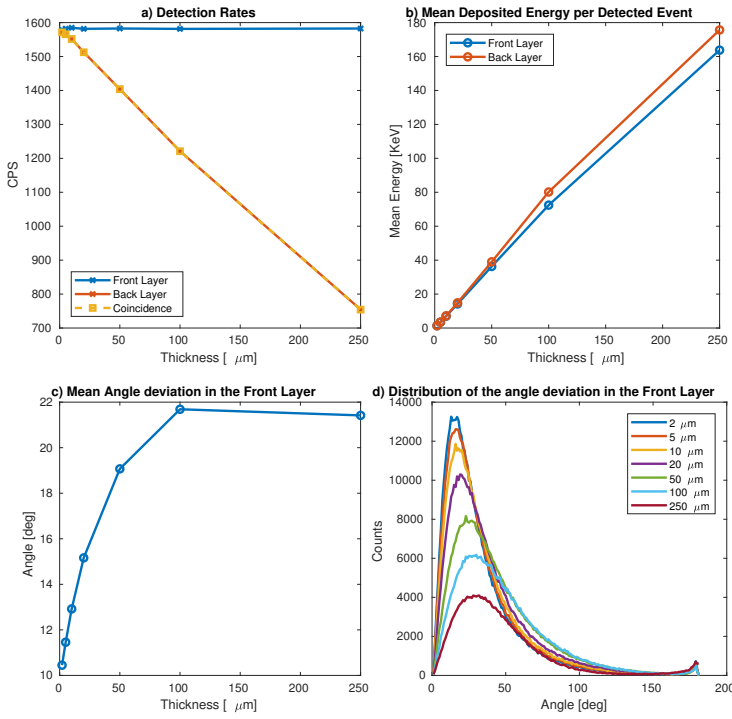 a) Detection Rates
1600
1500
1400
1300
1200
1100
1000
900
800
700
CPS
0
50
100
150
200
250
Thickness [ μm]
Front Layer
Back Layer
Coincidence
b) Mean Deposited Energy per Detected Event
180
160
140
120
100
80
60
40
20
0
Mean Energy [KeV]
0
50
100
150
200
250
Thickness [ μm]
Front Layer
Back Layer
c) Mean Angle deviation in the Front Layer
22
20
18
16
14
12
10
Angle [deg]
0
50
100
150
200
250
Thickness [ μm]
d) Distribution of the angle deviation in the Front Layer
14000
12000
10000
8000
6000
4000
2000
0
Counts
0
50
100
150
200
Angle [deg]
2 μm
5 μm
10 μm
20 μm
50 μm
100 μm
250 μm